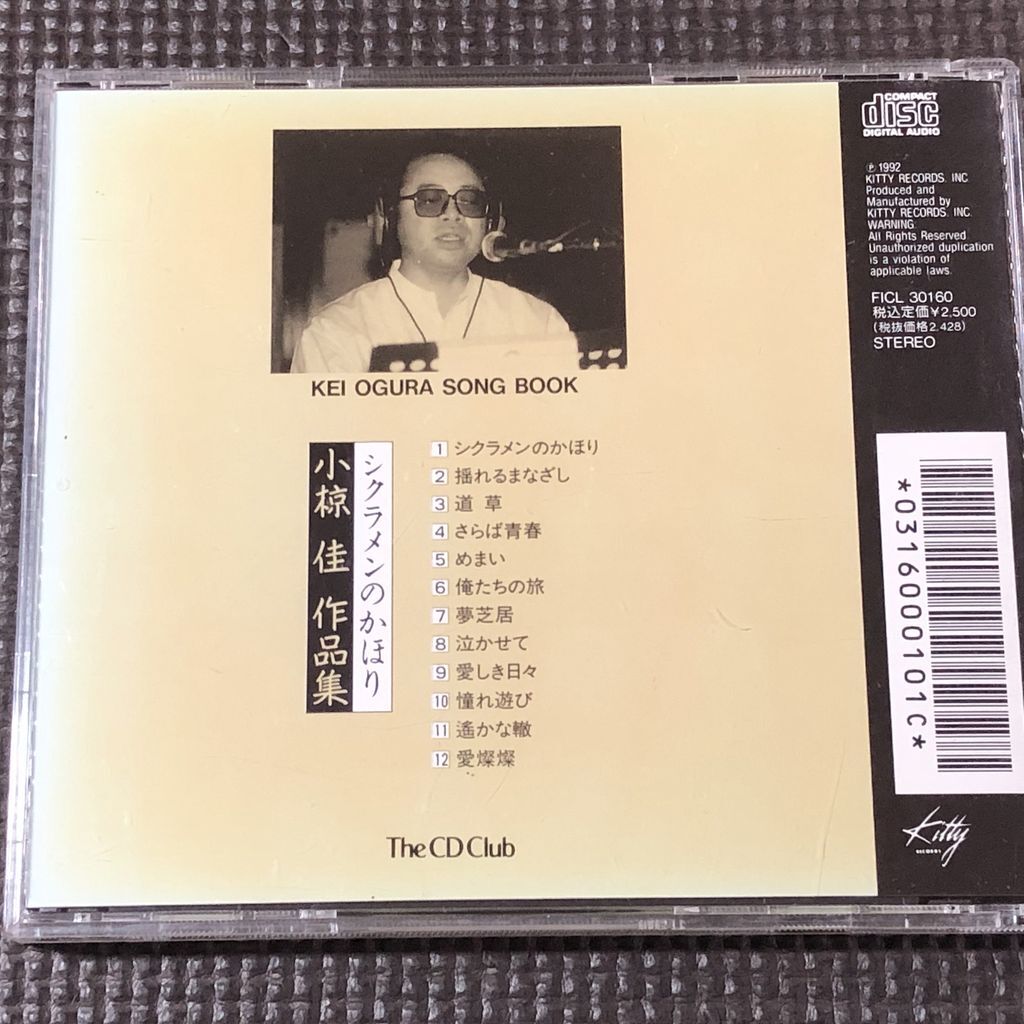 KEI OGURA SONG BOOK
シクラメンのかほり
小椋 佳 作品集
1 シクラメンのかほり
2 揺れるまなざし
3 道 草
4 さらば青春
5 めまい
6 俺たちの旅
7 夢芝居
8 泣かせて
9 愛しき日々
10 憧れ遊び
11 遙かな轍
12 愛燦燦
The CD Club
COMPACT
disc
DIGITAL AUDIO
℗ 1992
KITTY RECORDS, INC.
Produced and
Manufactured by
KITTY RECORDS, INC.
WARNING
All Rights Reserved
Unauthorized duplication
is a violation of
applicable laws.
FICL 30160
税込定価¥2,500
(税抜価格2,428)
STEREO
*031600010​1C*
Kitty
RECORDS